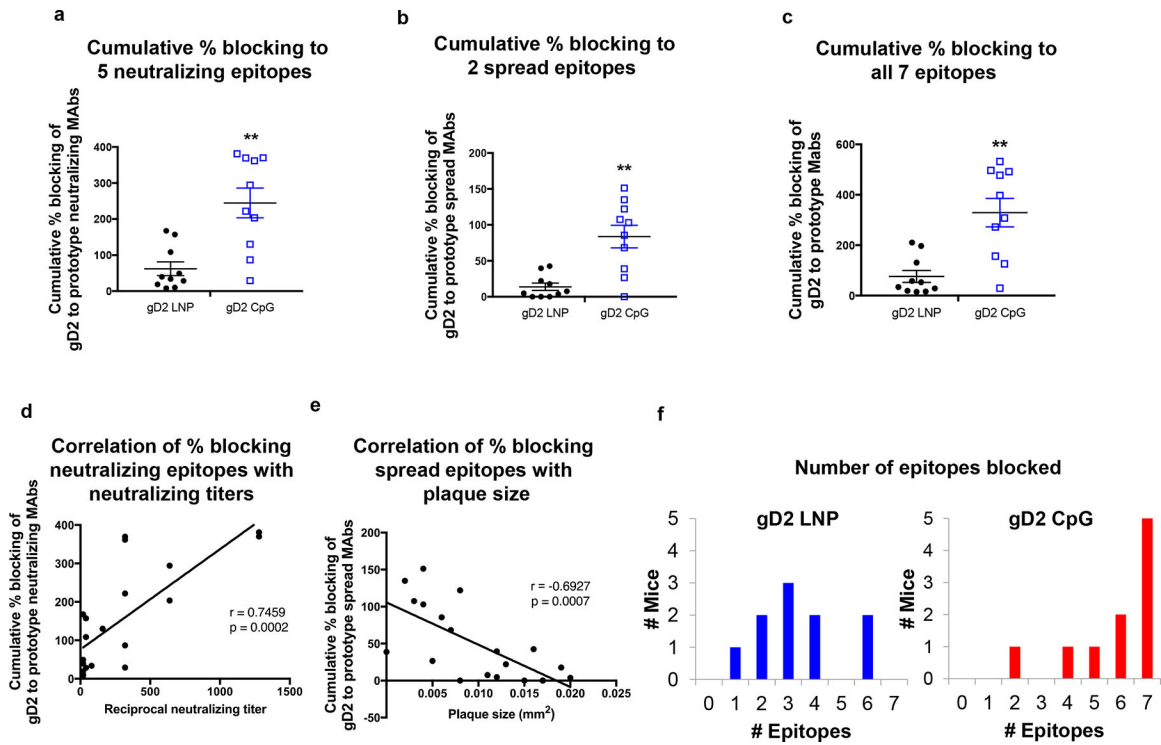 a
Cumulative % blocking to
5 neutralizing epitopes
Cumulative % blocking of
gD2 to prototype neutralizing MAbs
400
300
200
100
0
**
gD2 LNP
gD2 CpG
b
Cumulative % blocking to
2 spread epitopes
Cumulative % blocking of
gD2 to prototype spread MAbs
200
150
100
50
0
**
gD2 LNP
gD2 CpG
c
Cumulative % blocking to
all 7 epitopes
Cumulative % blocking of
gD2 to prototype Mabs
600
400
200
0
**
gD2 LNP
gD2 CpG
d
Correlation of % blocking
neutralizing epitopes with
neutralizing titers
Cumulative % blocking of
gD2 to prototype neutralizing MAbs
400
300
200
100
0
r = 0.7459
p = 0.0002
0 500 1000 1500
Reciprocal neutralizing titer
e
Correlation of % blocking
spread epitopes with
plaque size
Cumulative % blocking of
gD2 to prototype spread MAbs
200
150
100
50
0
-50
r = -0.6927
p = 0.0007
0.005 0.010 0.015 0.020 0.025
Plaque size (mm²)
f
Number of epitopes blocked
gD2 LNP
# Mice
5
4
3
2
1
0 1 2 3 4 5 6 7
# Epitopes
gD2 CpG
# Mice
5
4
3
2
1
0 1 2 3 4 5 6 7
# Epitopes